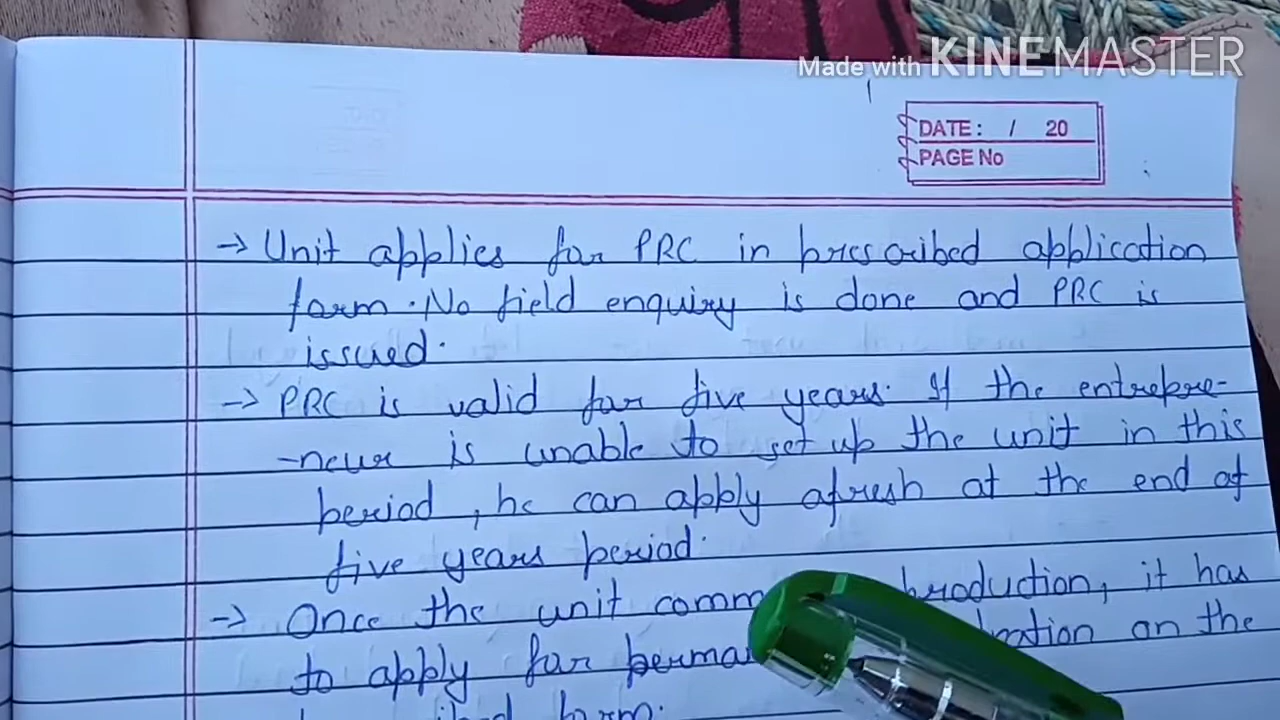 Made with KINEMASTER
DATE: / 20
PAGE No
→ Unit applies for PRC in prescribed application
form. No field enquiry is done and PRC is
issued.
→ PRC is valid for five years. If the entrepre-
-neur is unable to set up the unit in this
period, he can apply afresh at the end of
five years period.
→ Once the unit comm production, it has
to apply for perma on the
form.